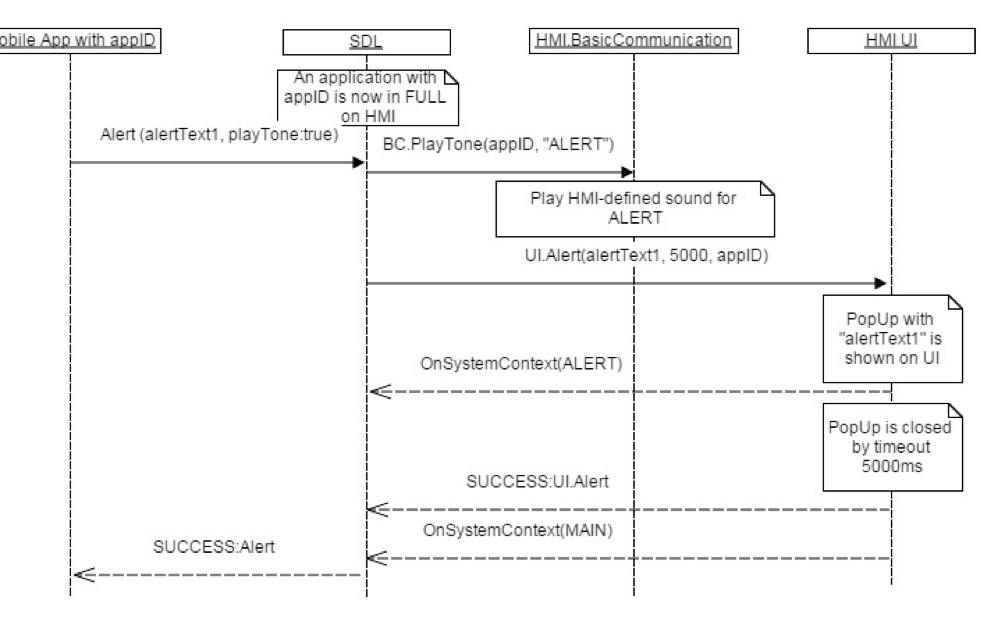 obile App with appID
SDL
HMI.BasicCommunication
HMI UI
An application with
appID is now in FULL
on HMI
Alert (alertText1, playTone:true)
BC.PlayTone(appID, "ALERT")
Play HMI-defined sound for
ALERT
UI.Alert(alertText1, 5000, appID)
PopUp with
"alertText1" is
shown on UI
OnSystemContext(ALERT)
PopUp is closed
by timeout
5000ms
SUCCESS:UI.Alert
OnSystemContext(MAIN)
SUCCESS:Alert